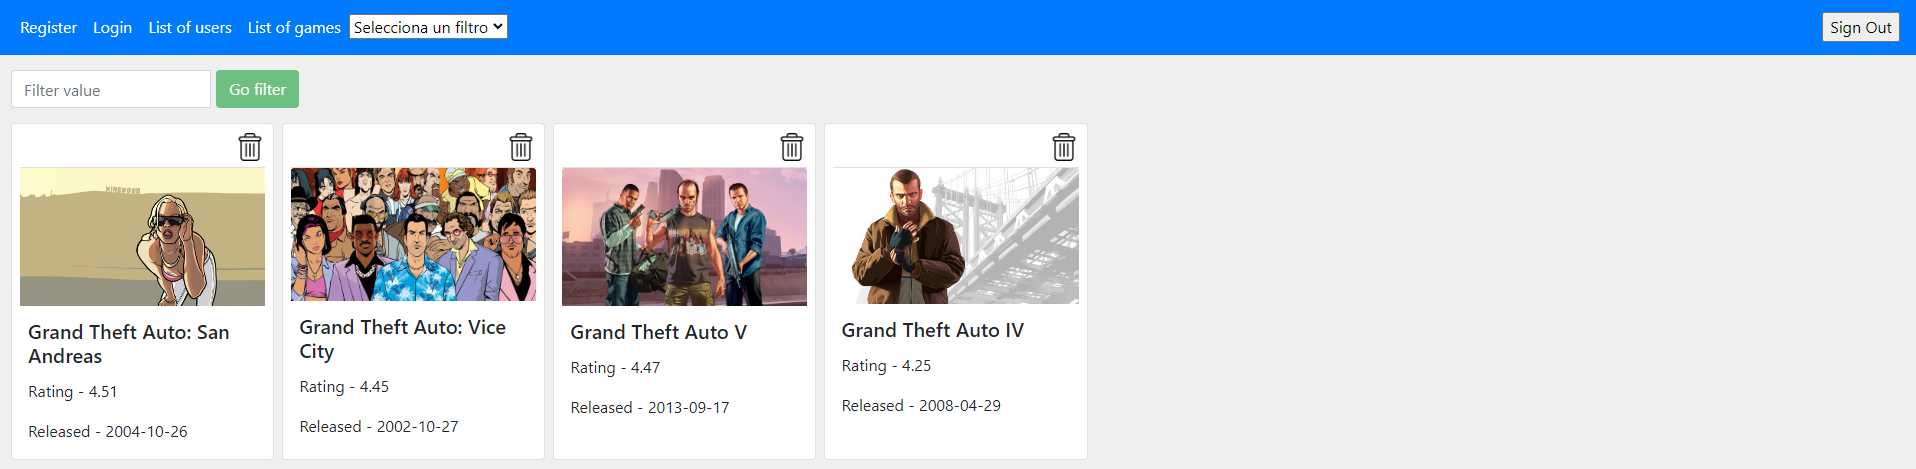 Register Login List of users List of games Selecciona un filtro Sign Out
Filter value Go filter
VINEWOOD
Grand Theft Auto: San
Andreas
Rating - 4.51
Released - 2004-10-26
Grand Theft Auto: Vice
City
Rating - 4.45
Released - 2002-10-27
Grand Theft Auto V
Rating - 4.47
Released - 2013-09-17
Grand Theft Auto IV
Rating - 4.25
Released - 2008-04-29